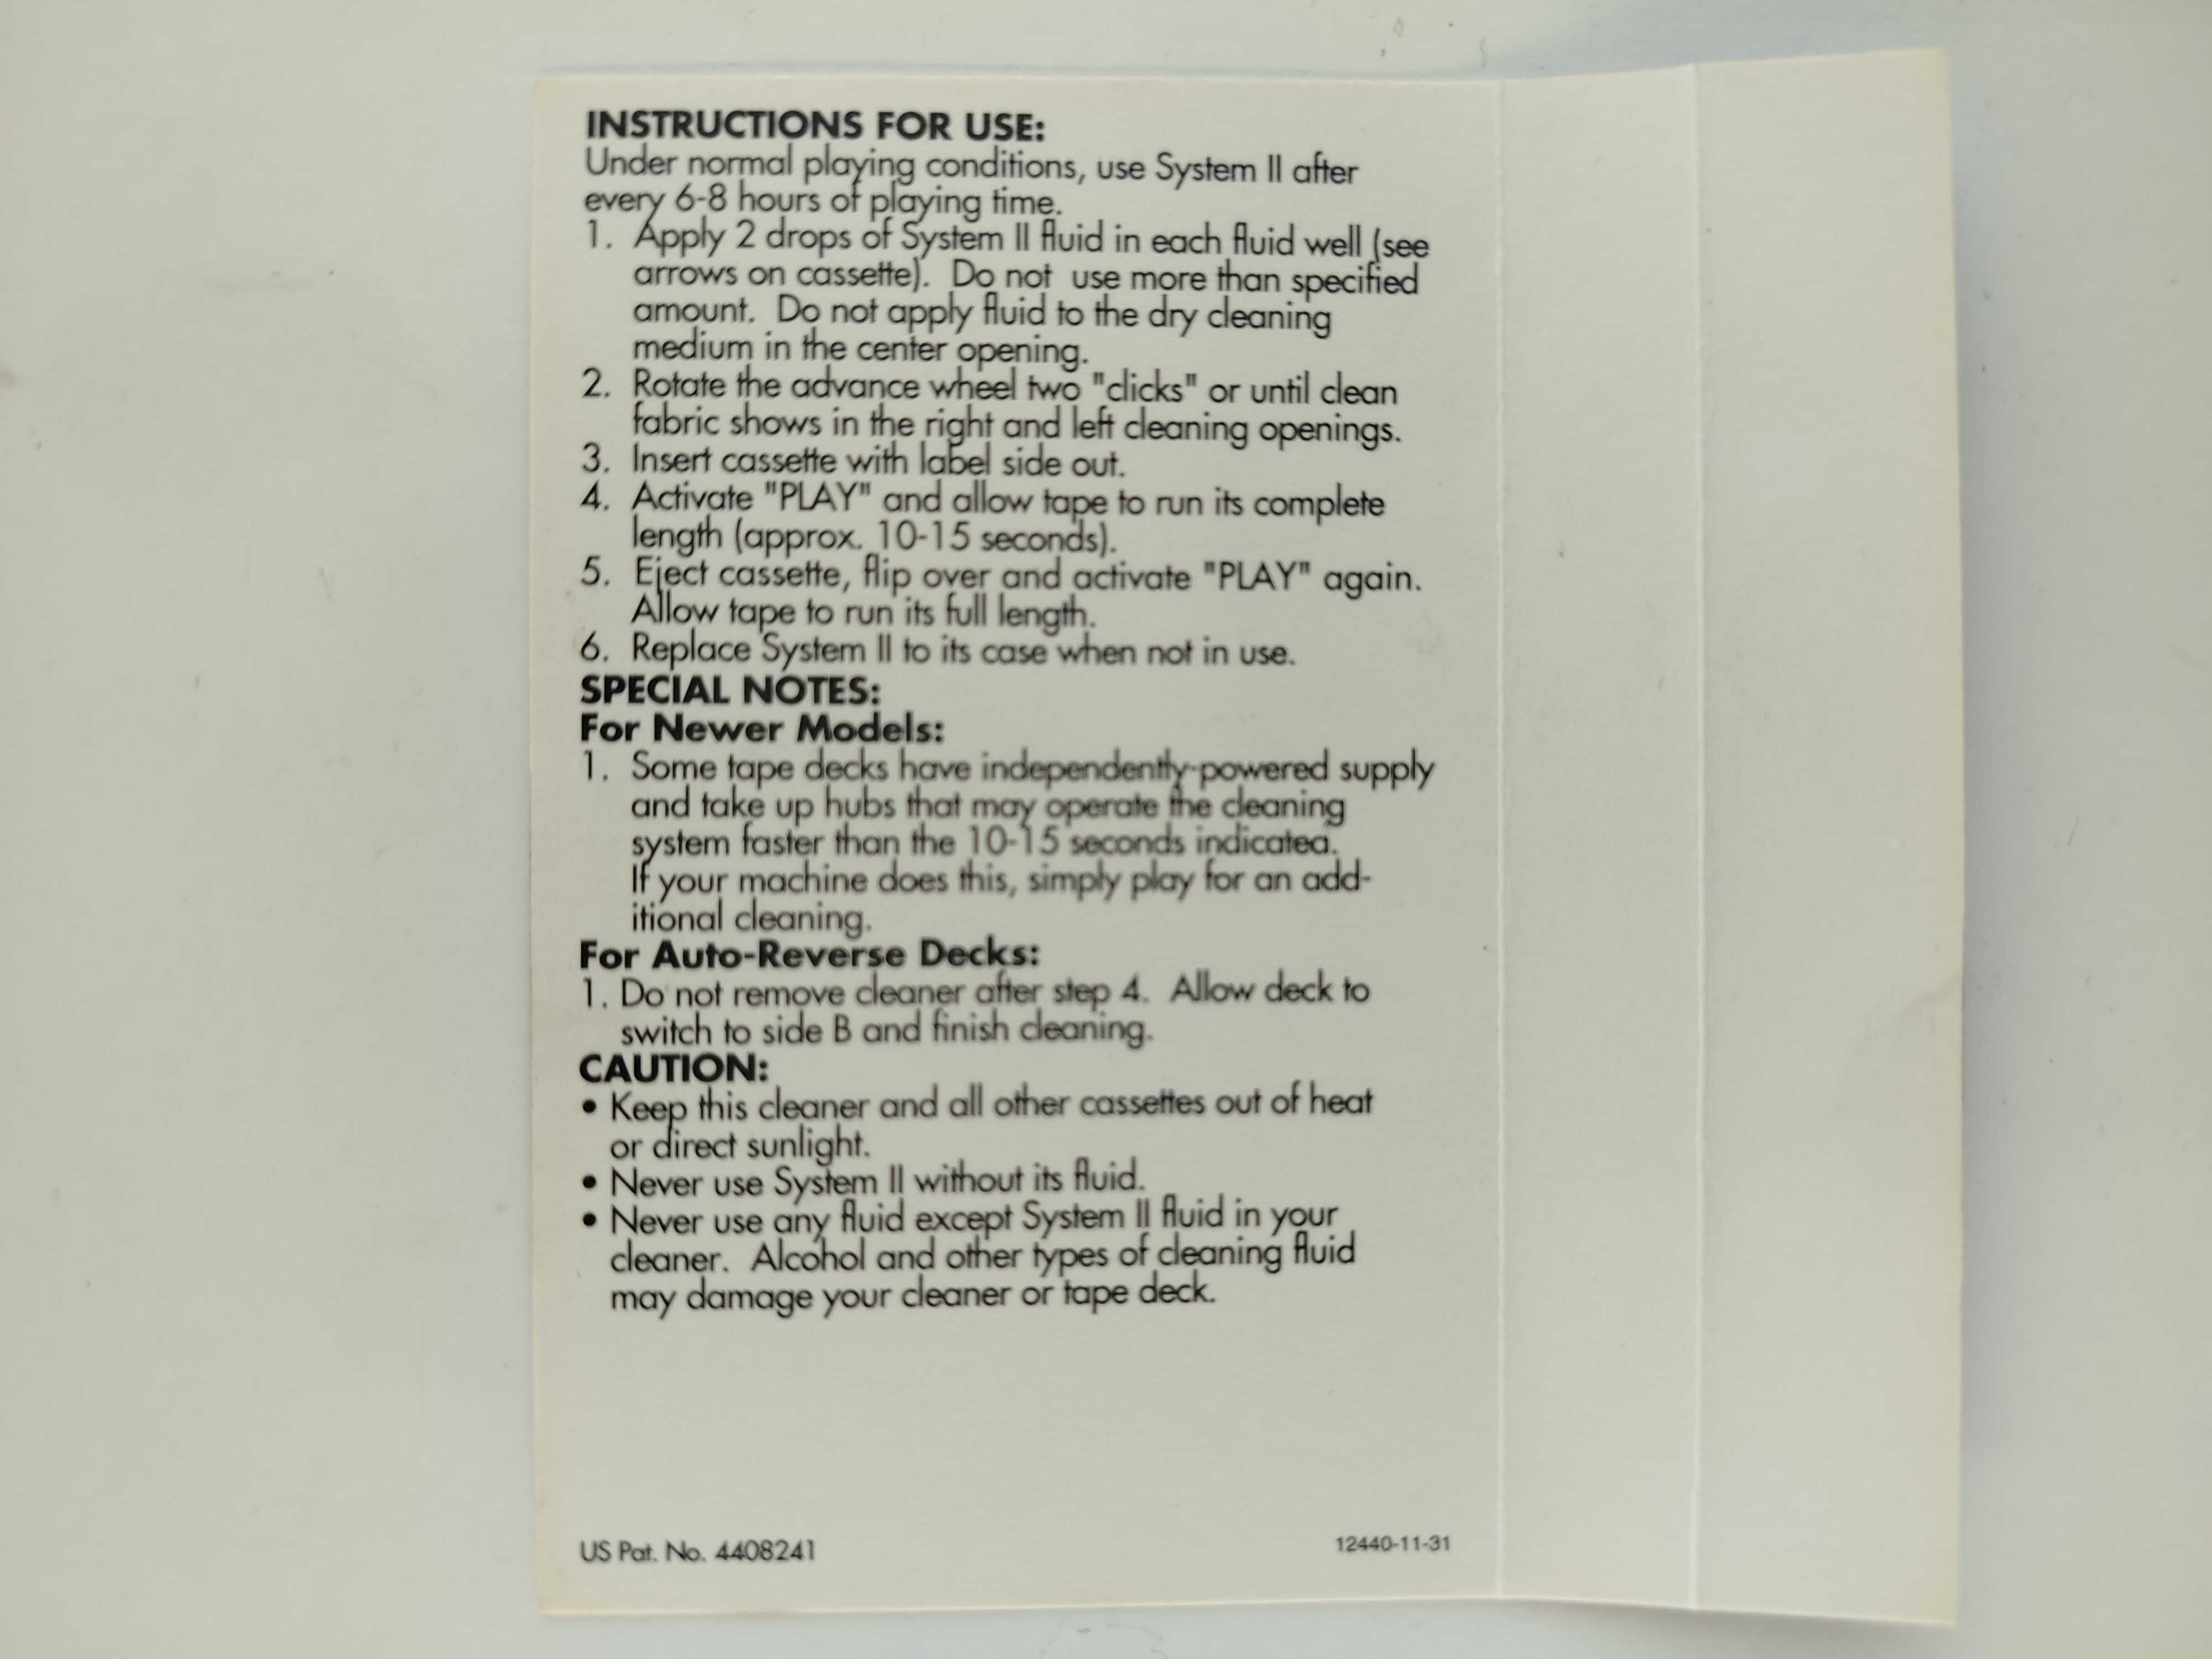 INSTRUCTIONS FOR USE:
Under normal playing conditions, use System II after
every 6-8 hours of playing time.
1. Apply 2 drops of System II fluid in each fluid well (see
arrows on cassette). Do not use more than specified
amount. Do not apply fluid to the dry cleaning
medium in the center opening.
2. Rotate the advance wheel two "clicks" or until clean
fabric shows in the right and left cleaning openings.
3. Insert cassette with label side out.
4. Activate "PLAY" and allow tape to run its complete
length (approx. 10-15 seconds).
5. Eject cassette, flip over and activate "PLAY" again.
Allow tape to run its full length.
6. Replace System II to its case when not in use.
SPECIAL NOTES:
For Newer Models:
1. Some tape decks have independently-powered supply
and take up hubs that may operate the cleaning
system faster than the 10-15 seconds indicated.
If your machine does this, simply play for an add-
itional cleaning.
For Auto-Reverse Decks:
1. Do not remove cleaner after step 4. Allow deck to
switch to side B and finish cleaning.
CAUTION:
• Keep this cleaner and all other cassettes out of heat
or direct sunlight.
• Never use System II without its fluid.
• Never use any fluid except System II fluid in your
cleaner. Alcohol and other types of cleaning fluid
may damage your cleaner or tape deck.
US Pat. No. 4408241
12440-11-31